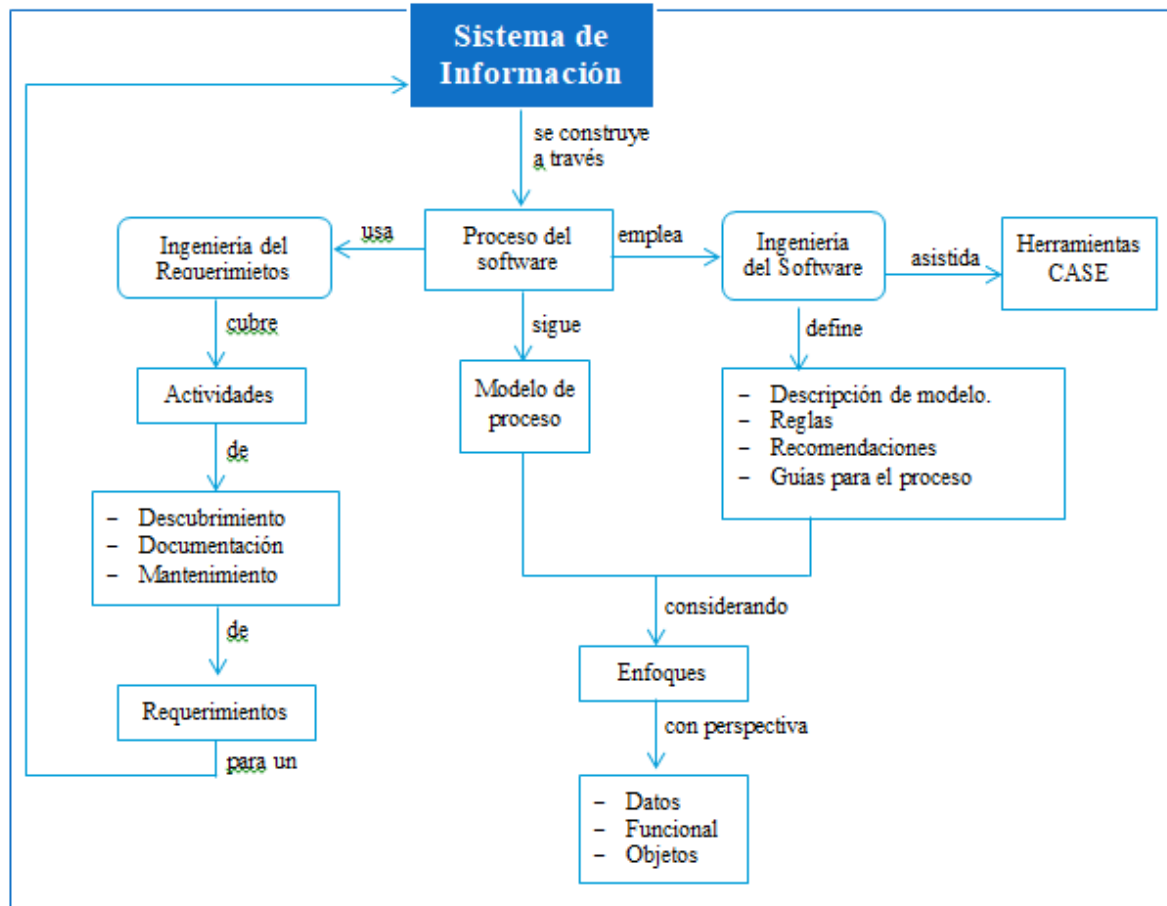 Sistema de
Información
se construye
a través
usa
Proceso del
software
emplea
Ingeniería del
Requerimietos
Ingeniería
del Software
asistida
Herramientas
CASE
cubre
sigue
define
Actividades
Modelo de
proceso
– Descripción de modelo.
– Reglas
– Recomendaciones
– Guías para el proceso
de
– Descubrimiento
– Documentación
– Mantenimiento
considerando
de
Enfoques
Requerimientos
con perspectiva
para un
– Datos
– Funcional
– Objetos